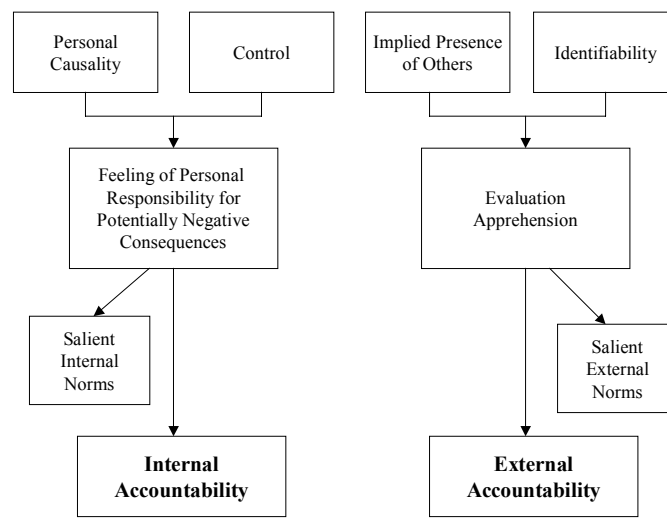 Personal
Causality
Control
Implied Presence
of Others
Identifiability
Feeling of Personal
Responsibility for
Potentially Negative
Consequences
Evaluation
Apprehension
Salient
Internal
Norms
Salient
External
Norms
Internal
Accountability
External
Accountability